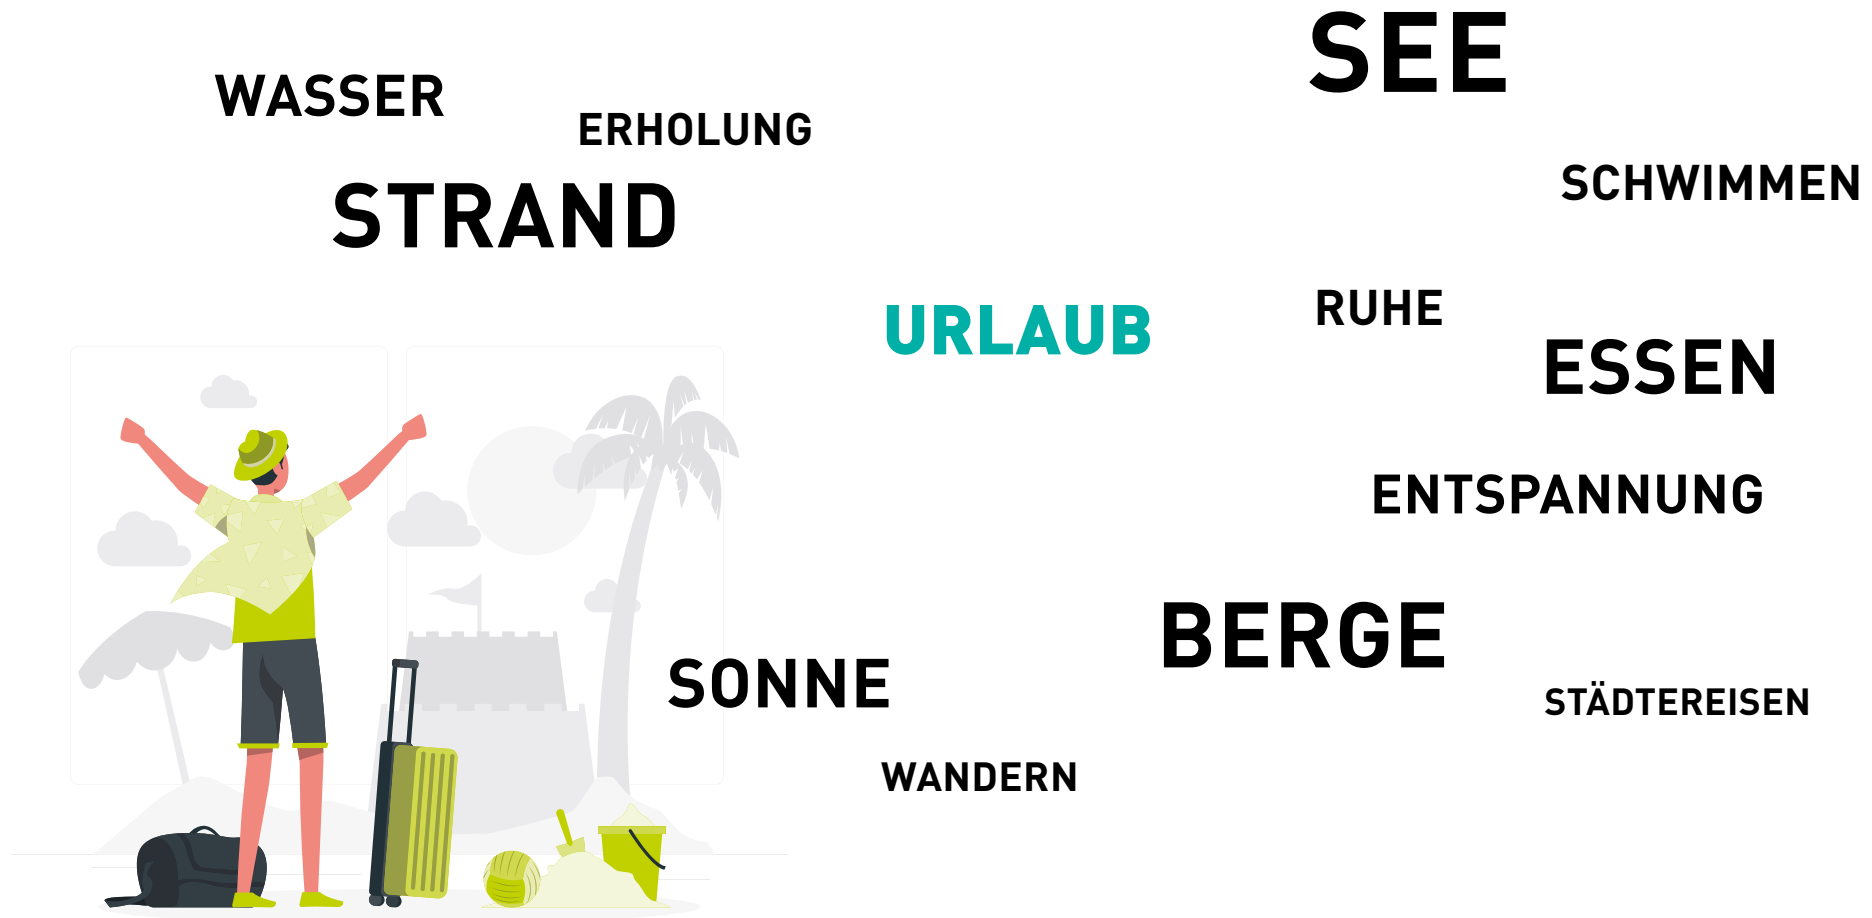 SEE
WASSER
ERHOLUNG
SCHWIMMEN
STRAND
URLAUB
RUHE
ESSEN
ENTSPANNUNG
BERGE
SONNE
STÄDTEREISEN
WANDERN